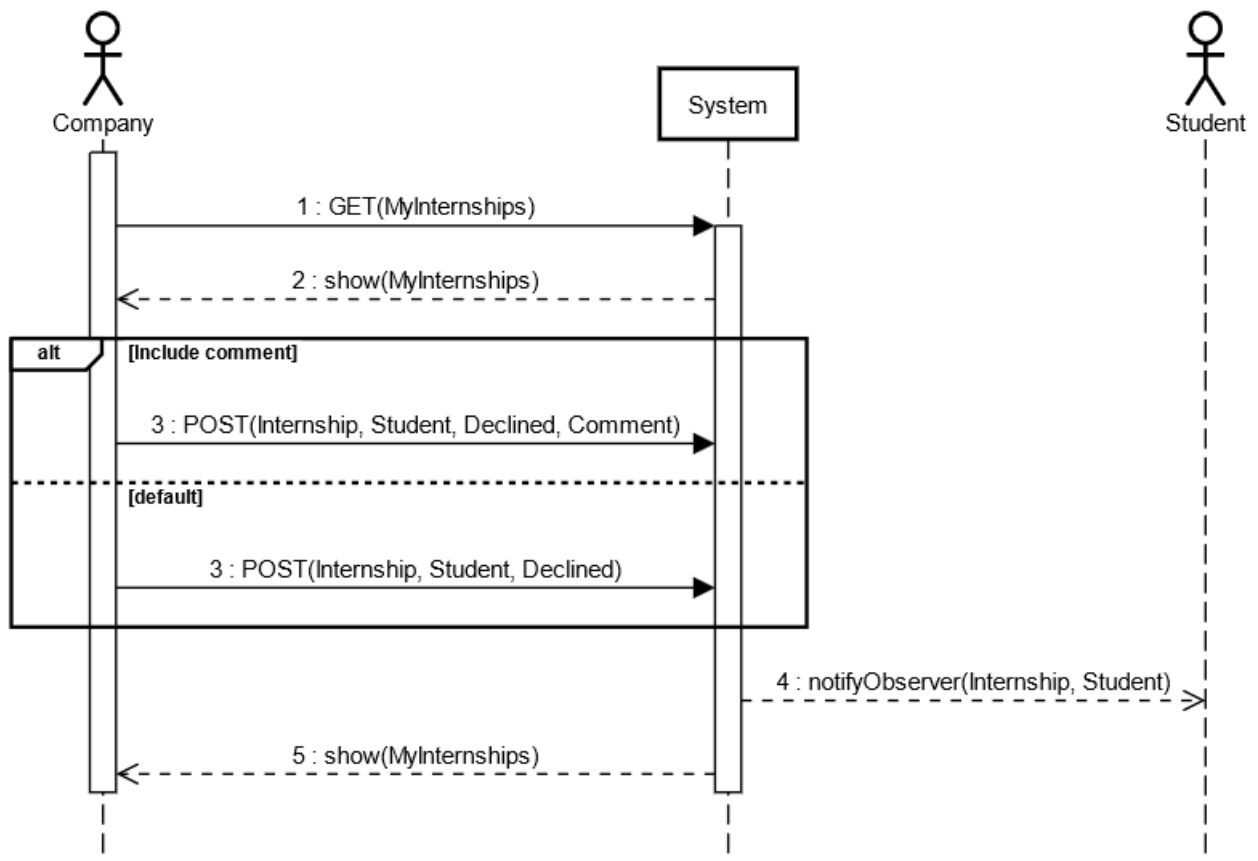 Company
System
Student
1 : GET(MyInternships)
2 : show(MyInternships)
alt
[Include comment]
3 : POST(Internship, Student, Declined, Comment)
[default]
3 : POST(Internship, Student, Declined)
4 : notifyObserver(Internship, Student)
5 : show(MyInternships)